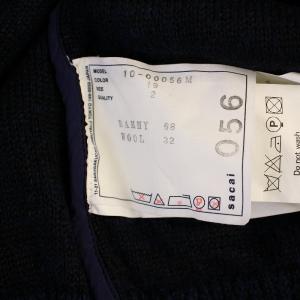 MODEL 10-00056M
COLOR 19
SIZE 2
QUALITY
RAMMY 68
WOOL 32
056
sacai
Do not wash